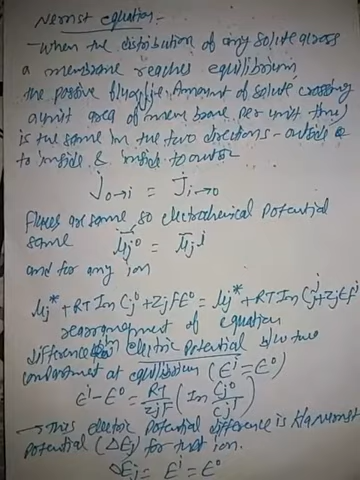 Nernst equation -
- When the distribution of any solute across
a membrane reaches equilibrium,
the passive flux (i.e. Amount of solute crossing
a unit area of membrane per unit time)
is the same in the two directions - outside
to inside & inside to outside
J o→i = J i→o
Fluxes are same, so electrochemical Potential
same μ̄j° = μ̄jⁱ
and for any ion
μj* + RT ln Cj° + zjFE° = μj* + RT ln Cjⁱ + zjFEⁱ
rearrangement of equation
difference in electric Potential b/w two
compartment at equilibrium (Eⁱ = E°)
Eⁱ - E° = RT/zjF (ln Cj°/Cjⁱ)
→ This electric potential difference is k/a Nernst
Potential (ΔEj) for that ion.
ΔEj = Eⁱ = E°